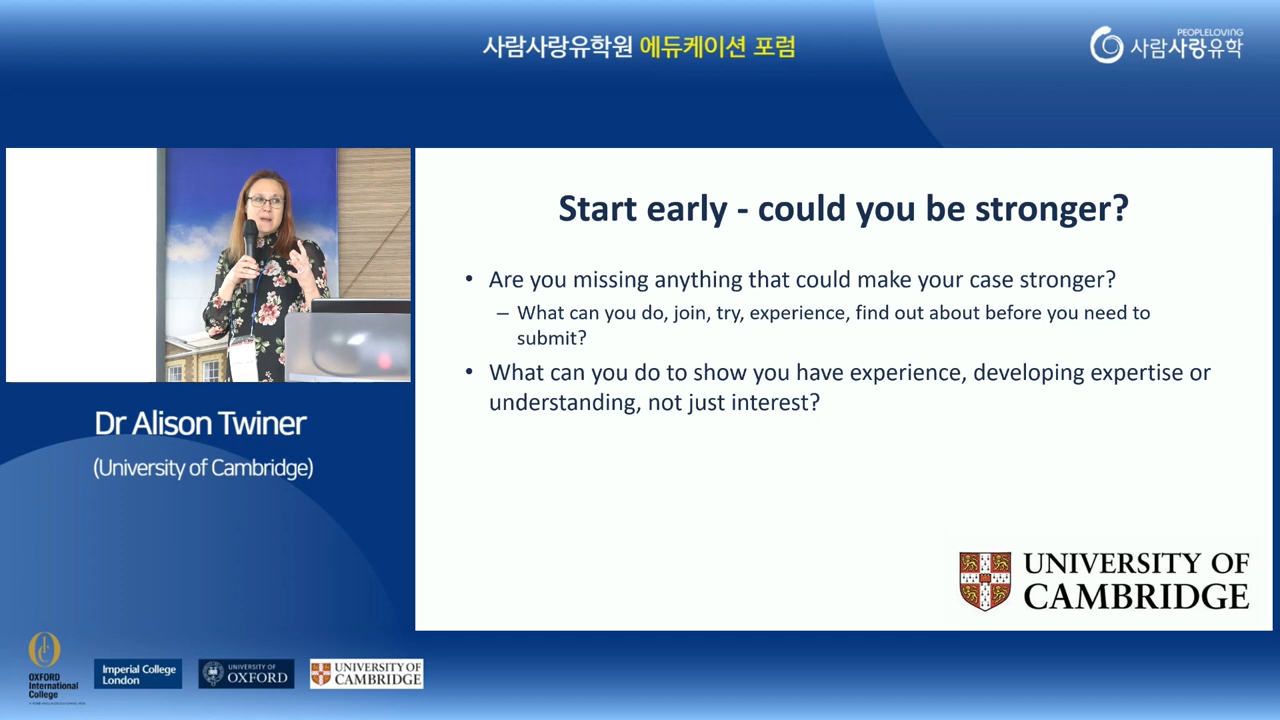 사람사랑유학원 에듀케이션 포럼
PEOPLELOVING
사람사랑유학
Start early - could you be stronger?
• Are you missing anything that could make your case stronger?
– What can you do, join, try, experience, find out about before you need to
submit?
• What can you do to show you have experience, developing expertise or
understanding, not just interest?
UNIVERSITY OF
CAMBRIDGE
Dr Alison Twiner
(University of Cambridge)
OXFORD
International
College
Imperial College
London
UNIVERSITY OF
OXFORD
UNIVERSITY OF
CAMBRIDGE